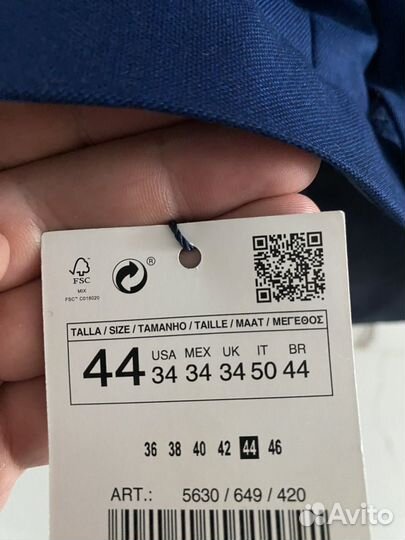 FSC
MIX
FSC™ C018020
®
TALLA / SIZE / TAMANHO / TAILLE / MAAT / ΜΕΓΕΘΟΣ
44 USA MEX UK IT BR
34 34 34 50 44
36 38 40 42 44 46
ART.: 5630 / 649 / 420
Avito